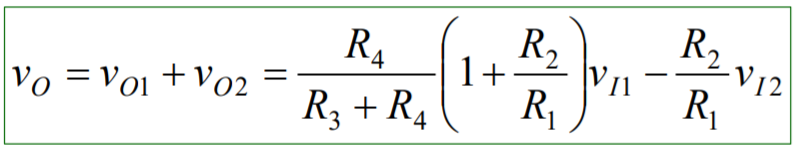 $v_O = v_{O1} + v_{O2} = \frac{R_4}{R_3 + R_4} \left( 1 + \frac{R_2}{R_1} \right) v_{I1} - \frac{R_2}{R_1} v_{I2}$